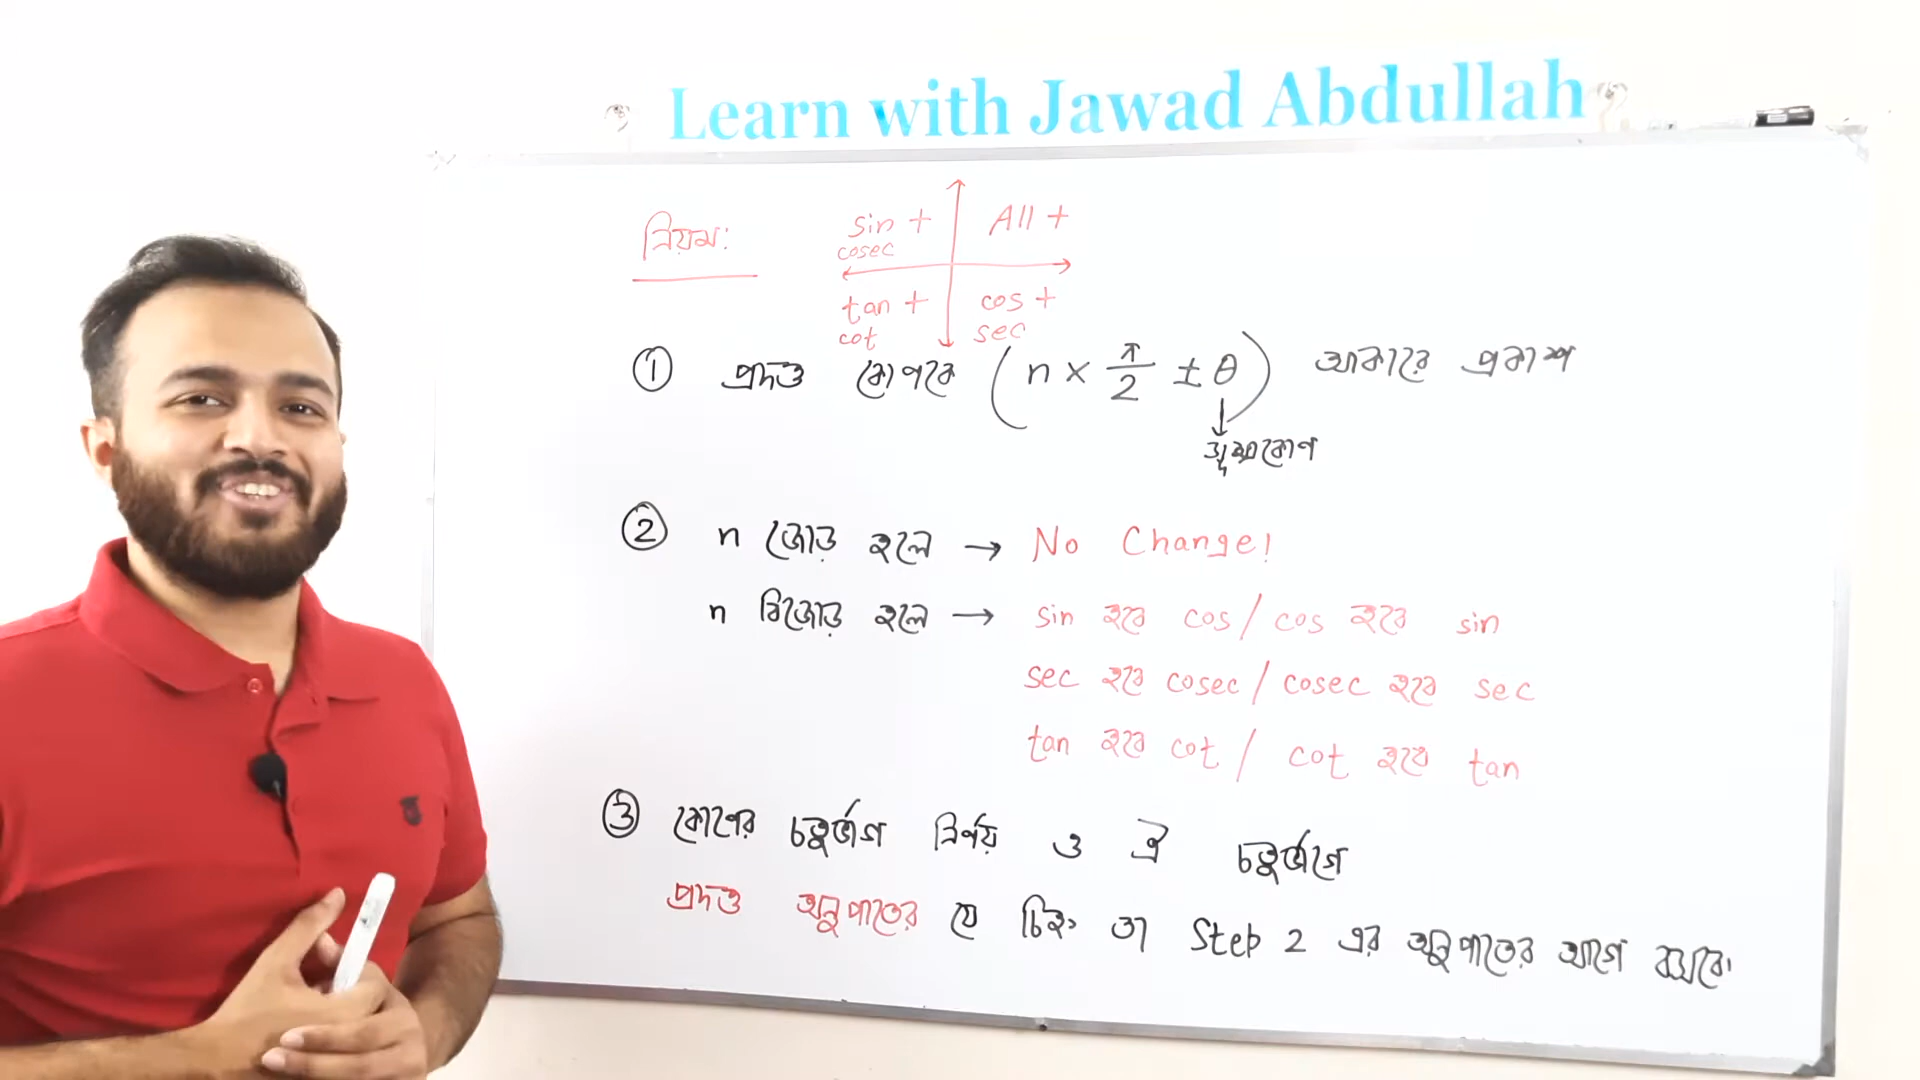 Learn with Jawad Abdullah
নিয়ম:
sin + All +
cosec
tan + cos +
cot sec
① প্রদত্ত কোণকে (n × π/2 ± θ) আকারে প্রকাশ
সূক্ষ্মকোণ
② n জোড় হলে → No Change!
n বিজোড় হলে → sin হবে cos / cos হবে sin
sec হবে cosec / cosec হবে sec
tan হবে cot / cot হবে tan
③ কোণের চতুর্ভাগ নির্ণয় ও ঐ চতুর্ভাগে
প্রদত্ত অনুপাতের যে চিহ্ন তা Step 2 এর অনুপাতের আগে বসবে।